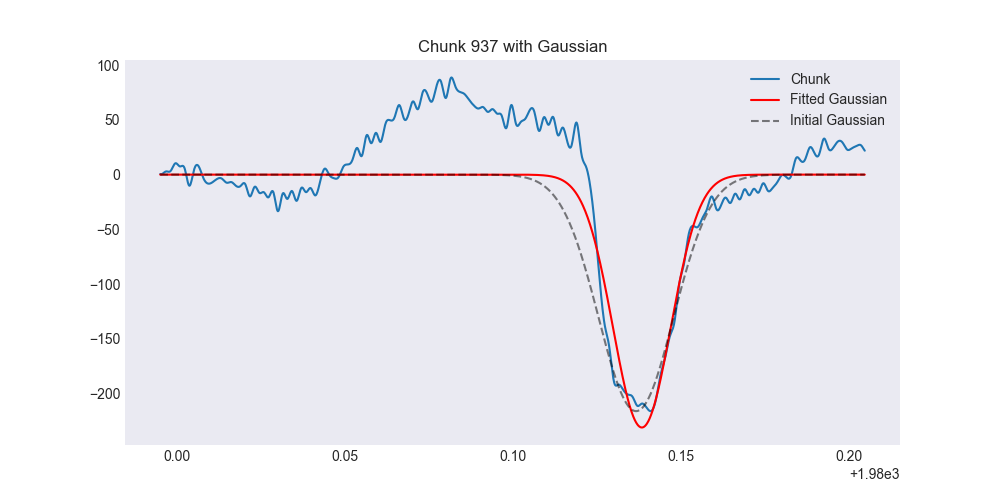 Chunk 937 with Gaussian
Chunk
Fitted Gaussian
Initial Gaussian
100
50
0
−50
−100
−150
−200
0.00 0.05 0.10 0.15 0.20
+1.98e3